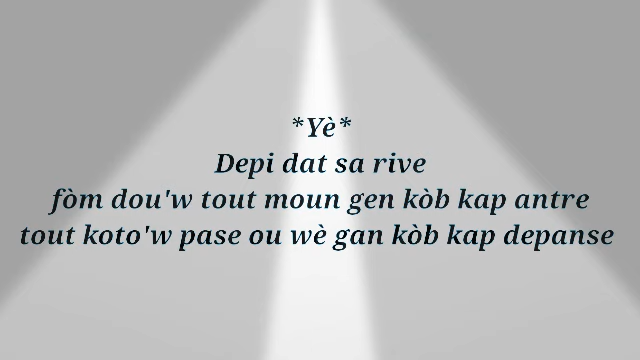 *Yè*
Depi dat sa rive
fòm dou'w tout moun gen kòb kap antre
tout koto'w pase ou wè gan kòb kap depanse